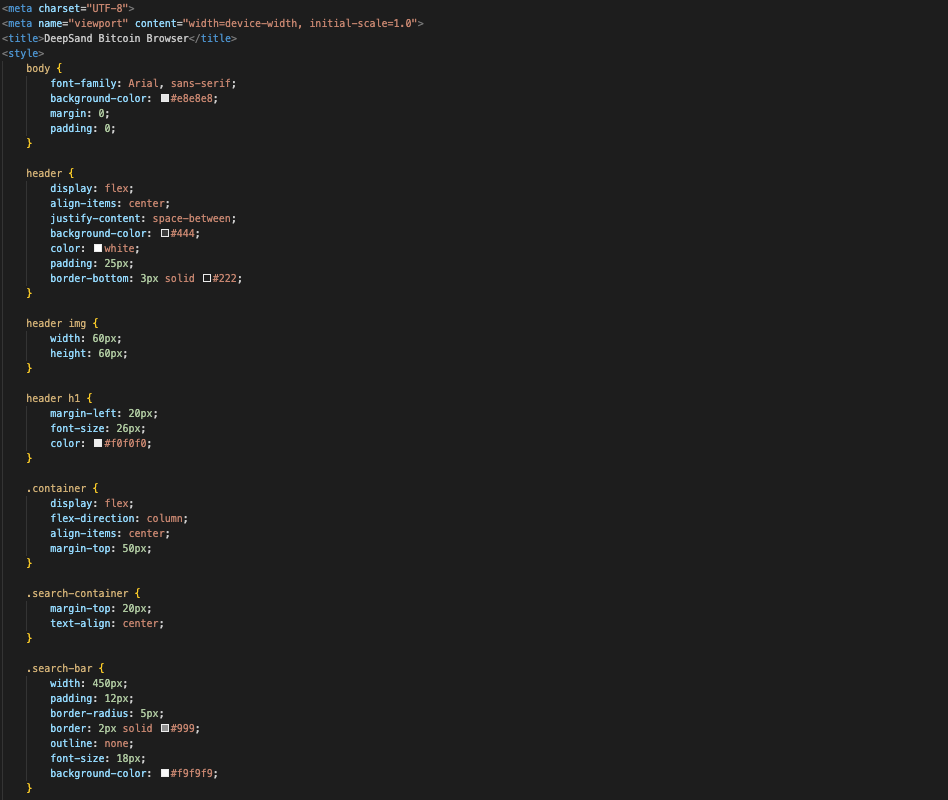 <meta charset="UTF-8">
<meta name="viewport" content="width=device-width, initial-scale=1.0">
<title>DeepSand Bitcoin Browser</title>
<style>
body {
font-family: Arial, sans-serif;
background-color: #e8e8e8;
margin: 0;
padding: 0;
}
header {
display: flex;
align-items: center;
justify-content: space-between;
background-color: #444;
color: white;
padding: 25px;
border-bottom: 3px solid #222;
}
header img {
width: 60px;
height: 60px;
}
header h1 {
margin-left: 20px;
font-size: 26px;
color: #f0f0f0;
}
.container {
display: flex;
flex-direction: column;
align-items: center;
margin-top: 50px;
}
.search-container {
margin-top: 20px;
text-align: center;
}
.search-bar {
width: 450px;
padding: 12px;
border-radius: 5px;
border: 2px solid #999;
outline: none;
font-size: 18px;
background-color: #f9f9f9;
}